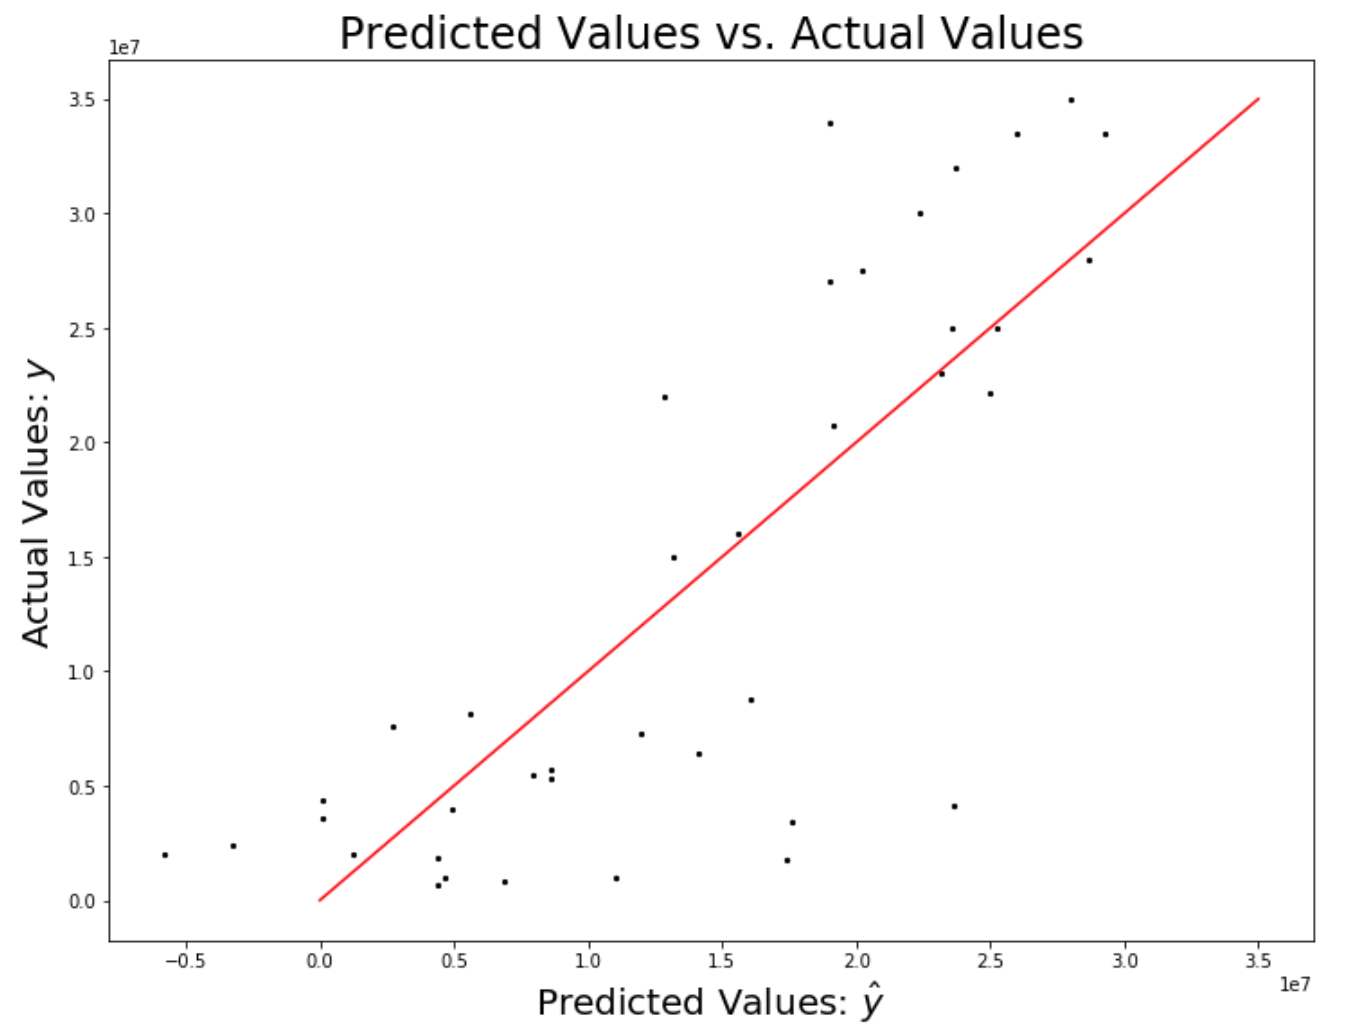 Predicted Values vs. Actual Values
1e7
3.5
3.0
2.5
2.0
1.5
1.0
0.5
0.0
Actual Values: y
−0.5 0.0 0.5 1.0 1.5 2.0 2.5 3.0 3.5
1e7
Predicted Values: ŷ